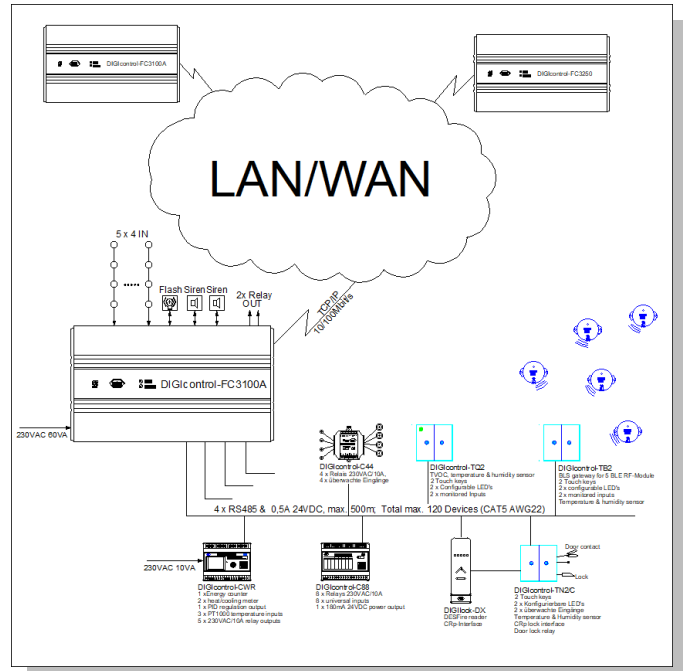 DIGIcontrol-FC3100A
DIGIcontrol-FC3250
LAN/WAN
5 x 4 IN
Flash Siren Siren
2x Relay
OUT
TCP/IP
10/100Mbit/s
DIGIcontrol-FC3100A
230VAC 60VA
DIGIcontrol-C44
4 x Relais 230VAC/10A,
4 x überwachte Eingänge
DIGIcontrol-TQ2
TVOC, temperature & humidity sensor
2 Touch keys
2 x Configurable LED's
2 x monitored Inputs
DIGIcontrol-TB2
BLS gateway for 5 BLE RF-Module
2 Touch keys
2 x configurable LED's
2 x monitored inputs
Temperature & humidity sensor
4 x RS485 & 0,5A 24VDC, max. 500m; Total max. 120 Devices (CAT5 AWG22)
230VAC 10VA
DIGIcontrol-CWR
1 xEnergy counter
2 x heat/cooling meter
1 x PID regulation output
3 x PT1000 temperature inputs
5 x 230VAC/10A relay outputs
DIGIcontrol-C88
8 x Relays 230VAC/10A
8 x universal inputs
1 x 160mA 24VDC power output
DIGIlock-DX
DESFire reader
CRp-Interface
Door contact
Lock
DIGIcontrol-TN2/C
2 Touch keys
2 x Konfigurierbare LED's
2 x überwachte Eingänge
Temperature & Humidity sensor
CRp lock interface
Door lock relay